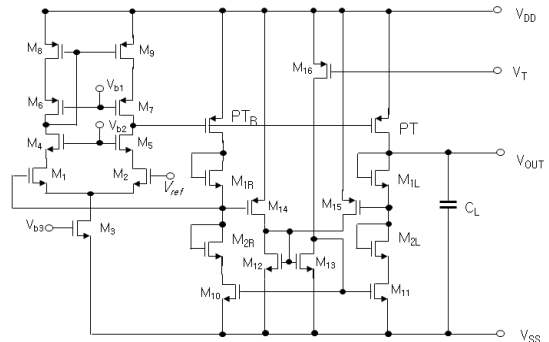 V_DD
M_8
M_9
M_16
V_T
M_6
V_b1
M_7
PT_R
PT
M_4
V_b2
M_5
V_OUT
M_1
M_2
V_ref
M_1R
M_1L
M_14
M_15
C_L
V_b3
M_3
M_2R
M_2L
M_12
M_13
M_10
M_11
V_SS